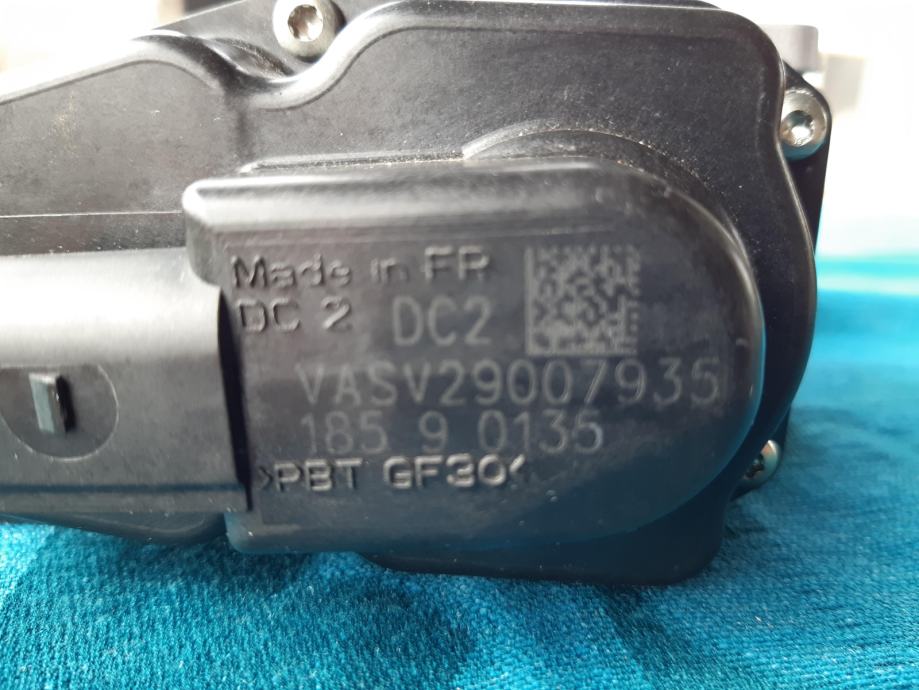 Made in FR
DC 2 DC2
VASV29007935
185 9 0135
>PBT GF30<